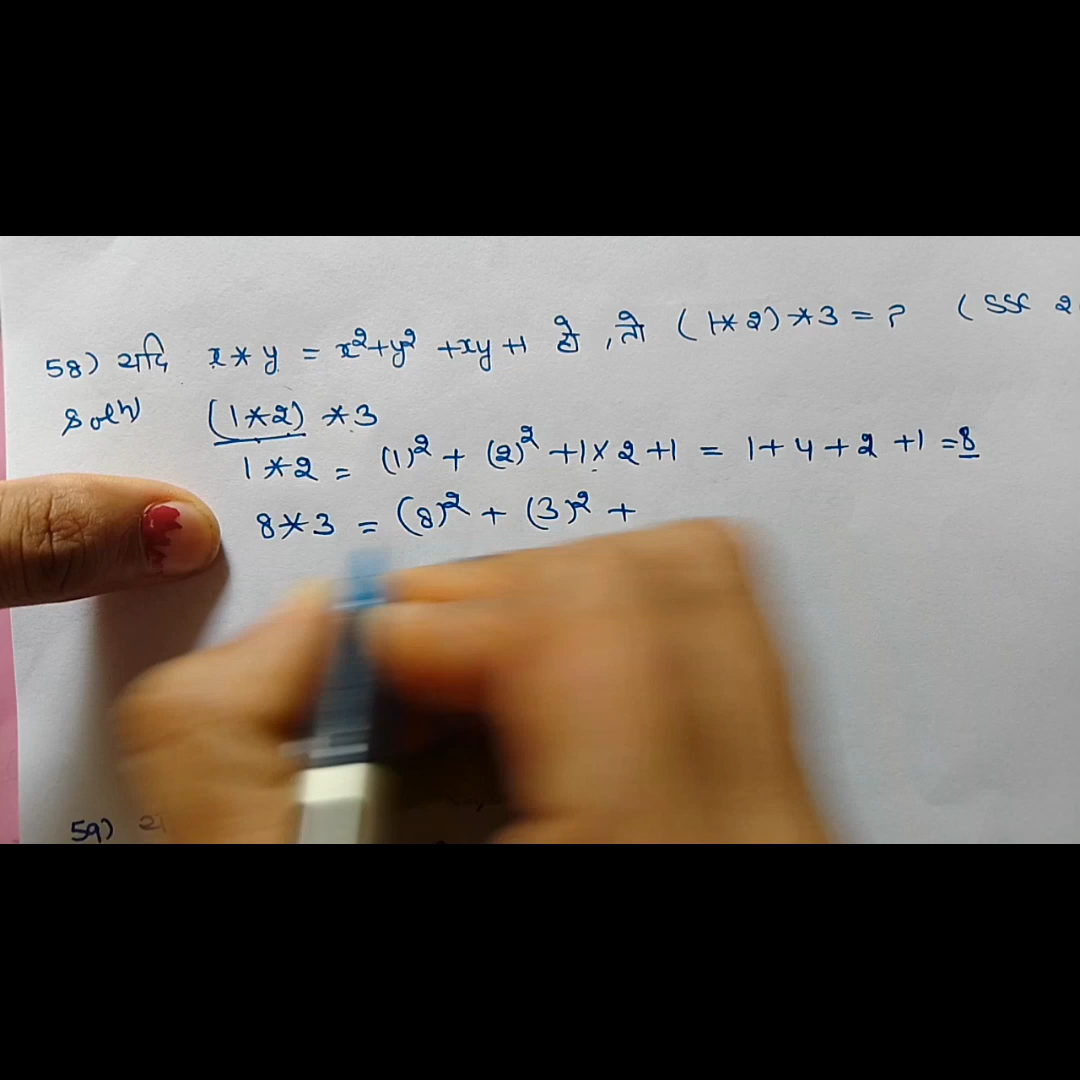 58) यदि x * y = x²+y² +xy+1 है, तो (1*2)*3 = ? (SSC 2
Solⁿ (1*2) *3
1*2 = (1)² + (2)² +1×2+1 = 1+4+2+1 =8
8*3 = (8)² + (3)² +
59)